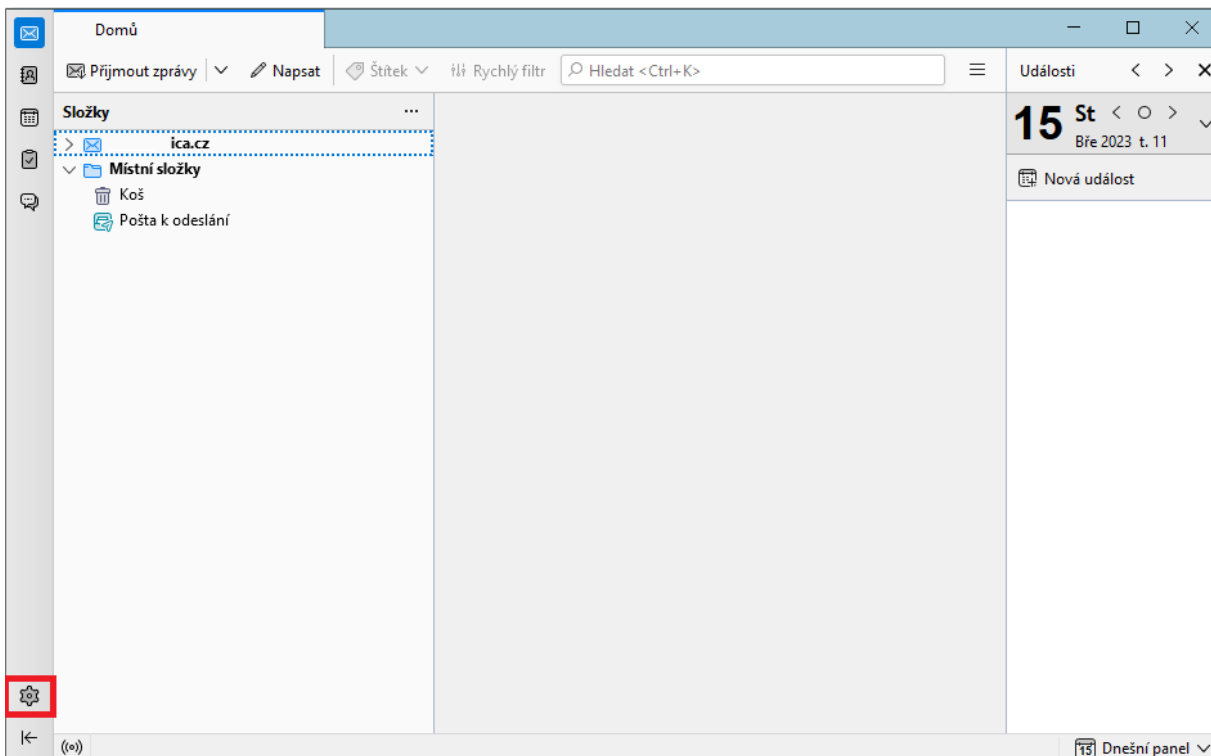 Domů
Přijmout zprávy
Napsat
Štítek
Rychlý filtr
Hledat <Ctrl+K>
Události
Složky
ica.cz
Místní složky
Koš
Pošta k odeslání
15
St
Bře 2023 t. 11
Nová událost
15 Dnešní panel